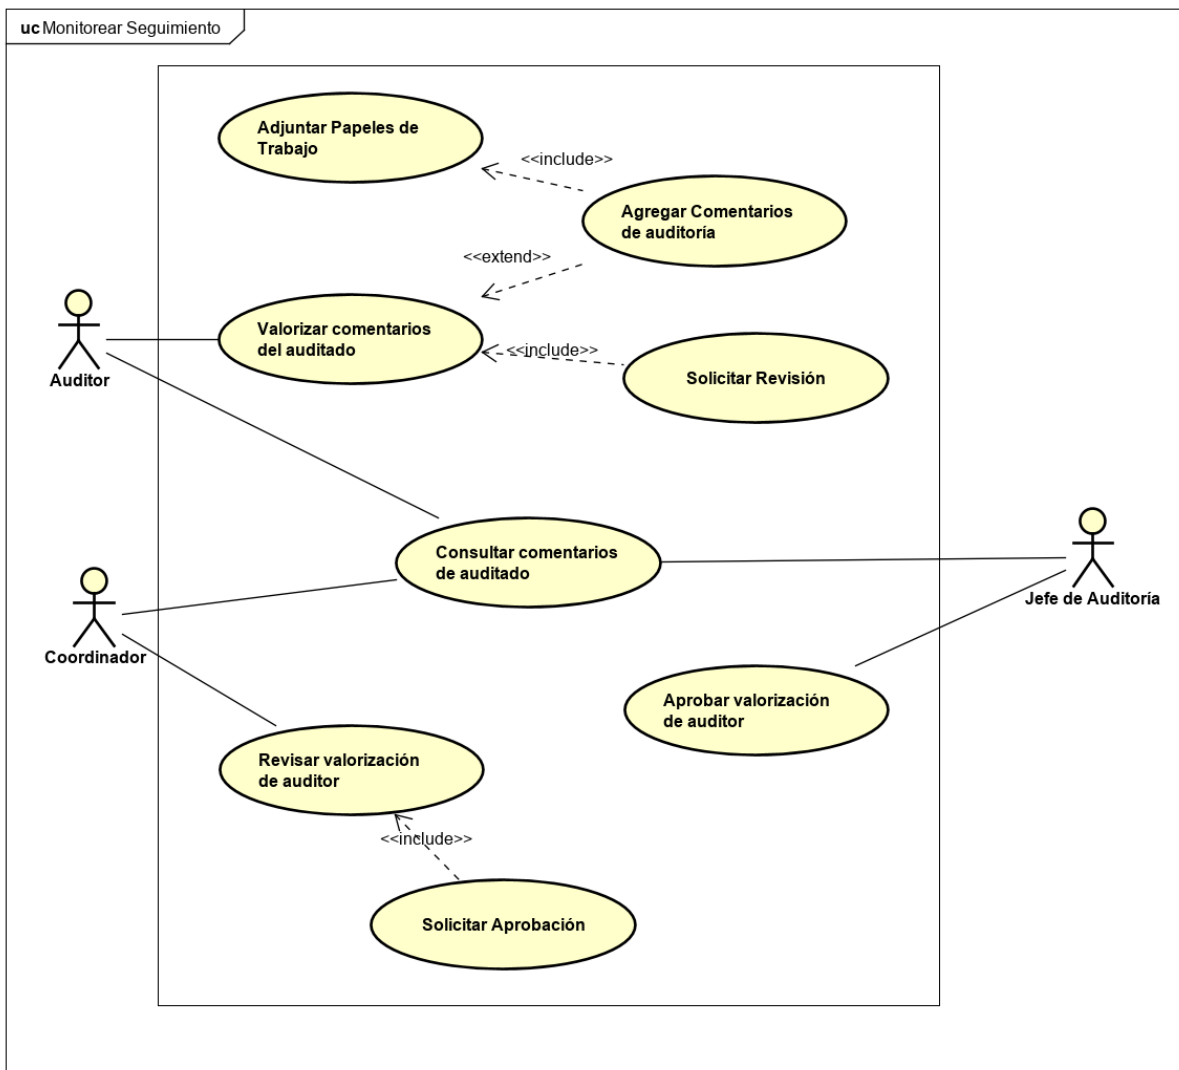 uc Monitorear Seguimiento
Adjuntar Papeles de
Trabajo
<<include>>
Agregar Comentarios
de auditoría
<<extend>>
Valorizar comentarios
del auditado
<<include>>
Solicitar Revisión
Auditor
Consultar comentarios
de auditado
Jefe de Auditoría
Coordinador
Aprobar valorización
de auditor
Revisar valorización
de auditor
<<include>>
Solicitar Aprobación